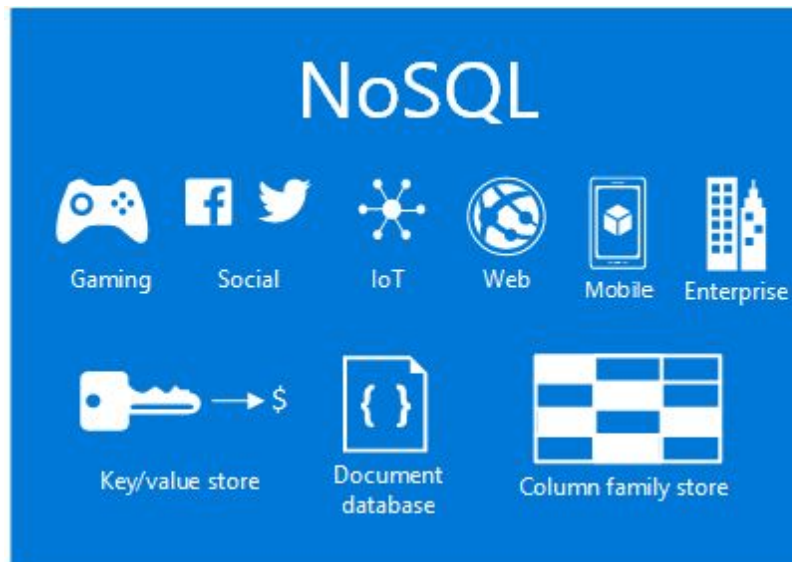 NoSQL
Gaming
Social
IoT
Web
Mobile
Enterprise
$
{ }
Key/value store
Document
database
Column family store